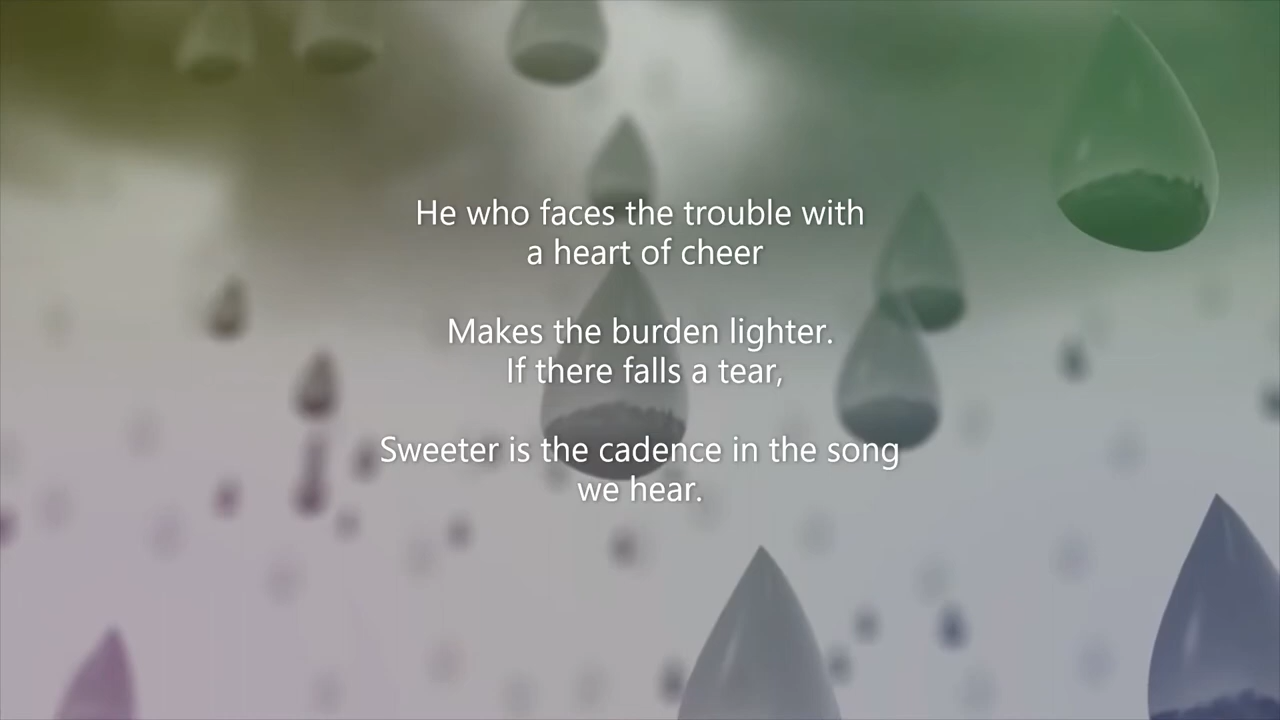 He who faces the trouble with
a heart of cheer
Makes the burden lighter.
If there falls a tear,
Sweeter is the cadence in the song
we hear.